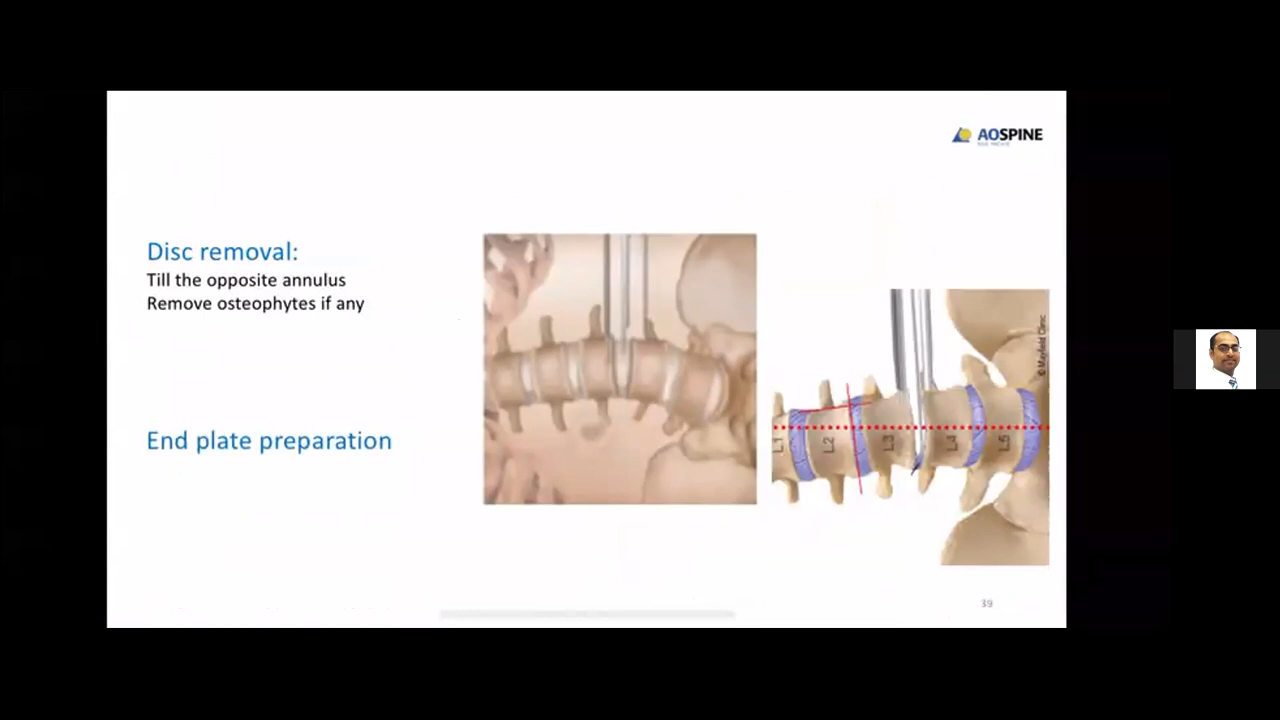 AOSPINE
Disc removal:
Till the opposite annulus
Remove osteophytes if any
End plate preparation
© Mayfield Clinic
L1
L2
L3
L4
L5
39